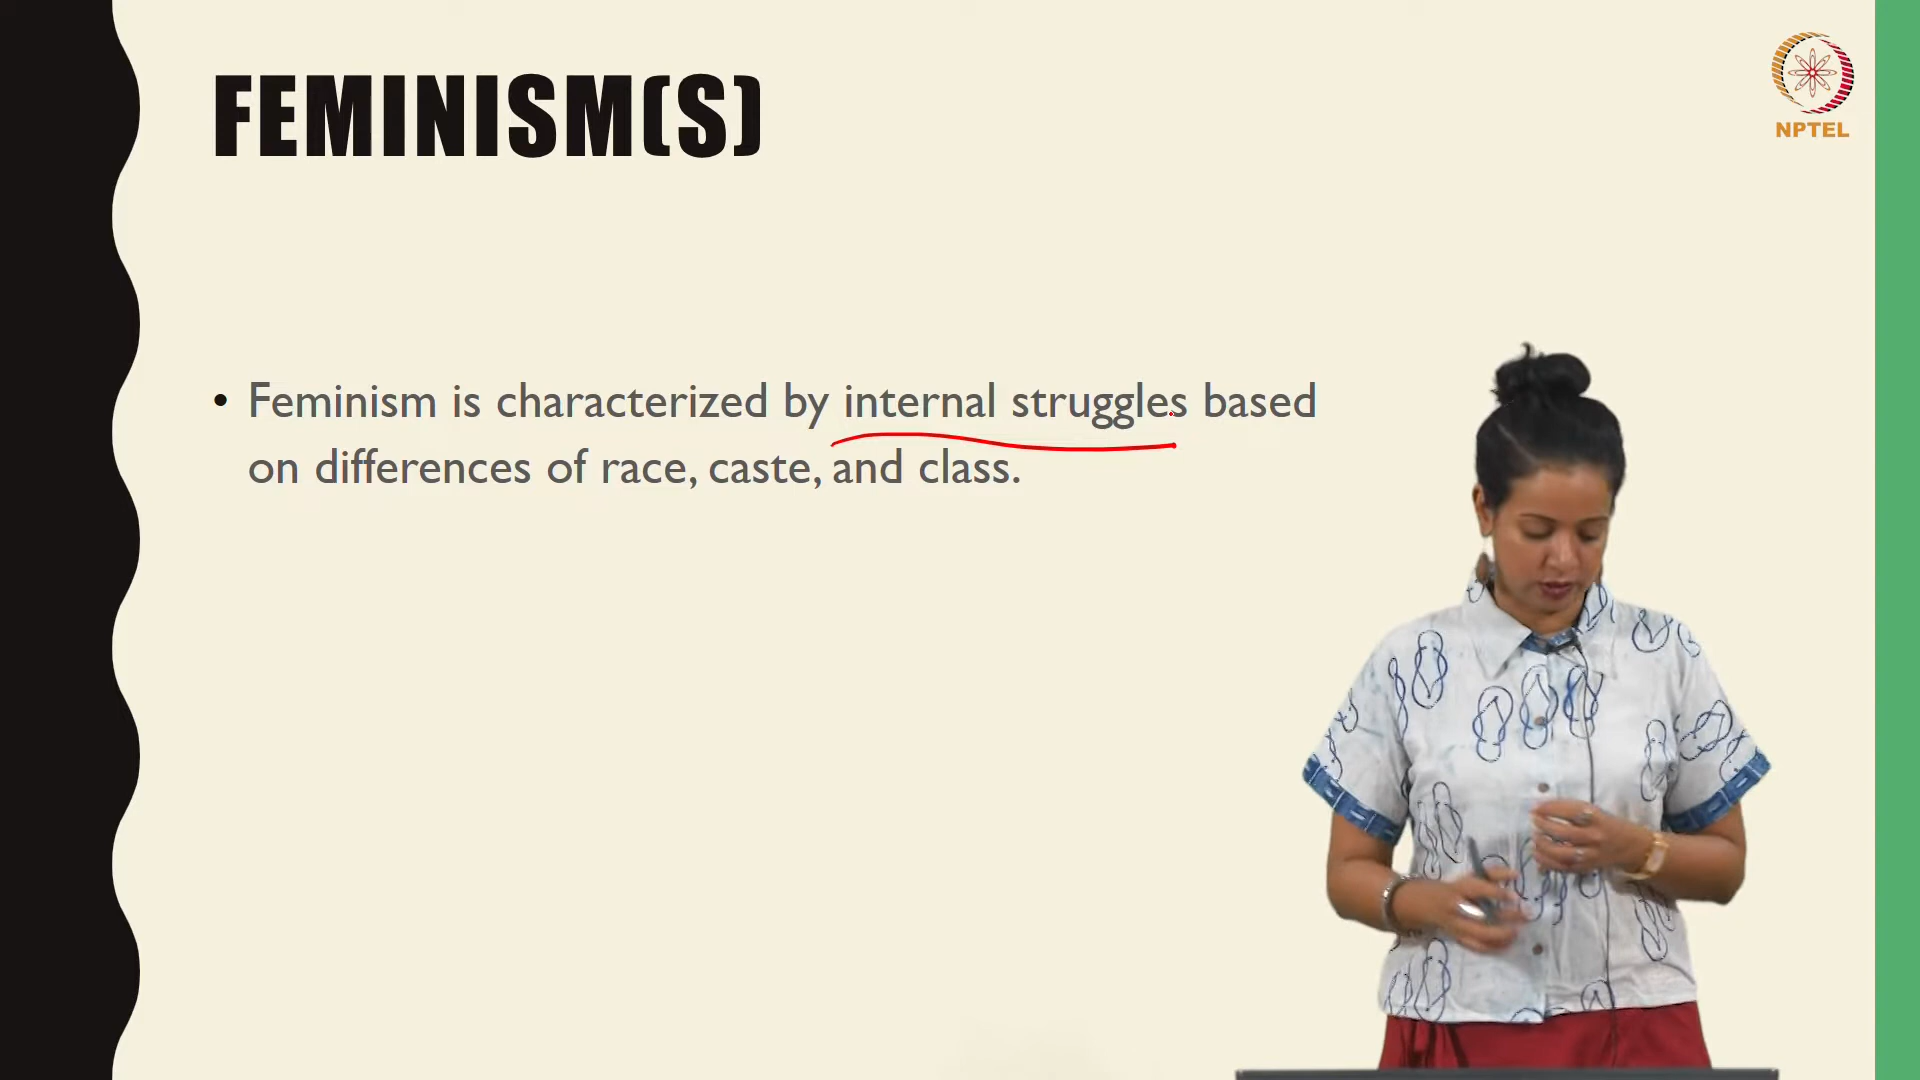 FEMINISM(S)
NPTEL
• Feminism is characterized by internal struggles based
on differences of race, caste, and class.